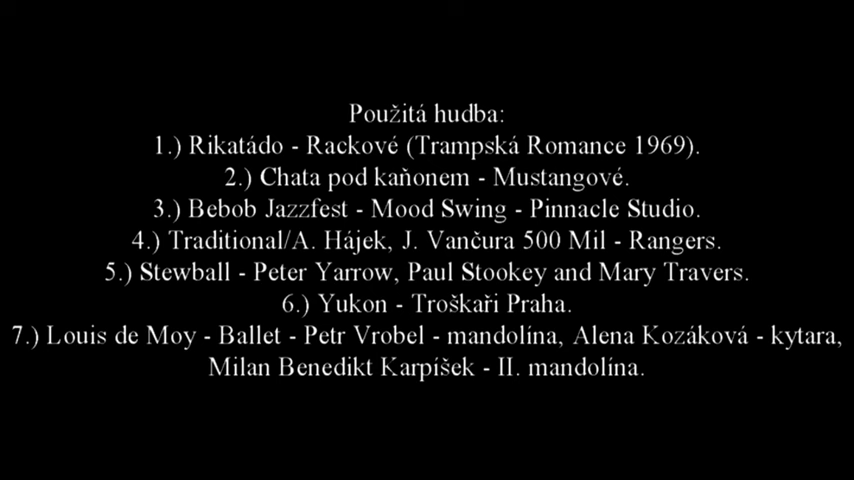 Použitá hudba:
1.) Rikatádo - Rackové (Trampská Romance 1969).
2.) Chata pod kaňonem - Mustangové.
3.) Bebob Jazzfest - Mood Swing - Pinnacle Studio.
4.) Traditional/A. Hájek, J. Vančura 500 Mil - Rangers.
5.) Stewball - Peter Yarrow, Paul Stookey and Mary Travers.
6.) Yukon - Troškaři Praha.
7.) Louis de Moy - Ballet - Petr Vrobel - mandolína, Alena Kozáková - kytara,
Milan Benedikt Karpíšek - II. mandolína.